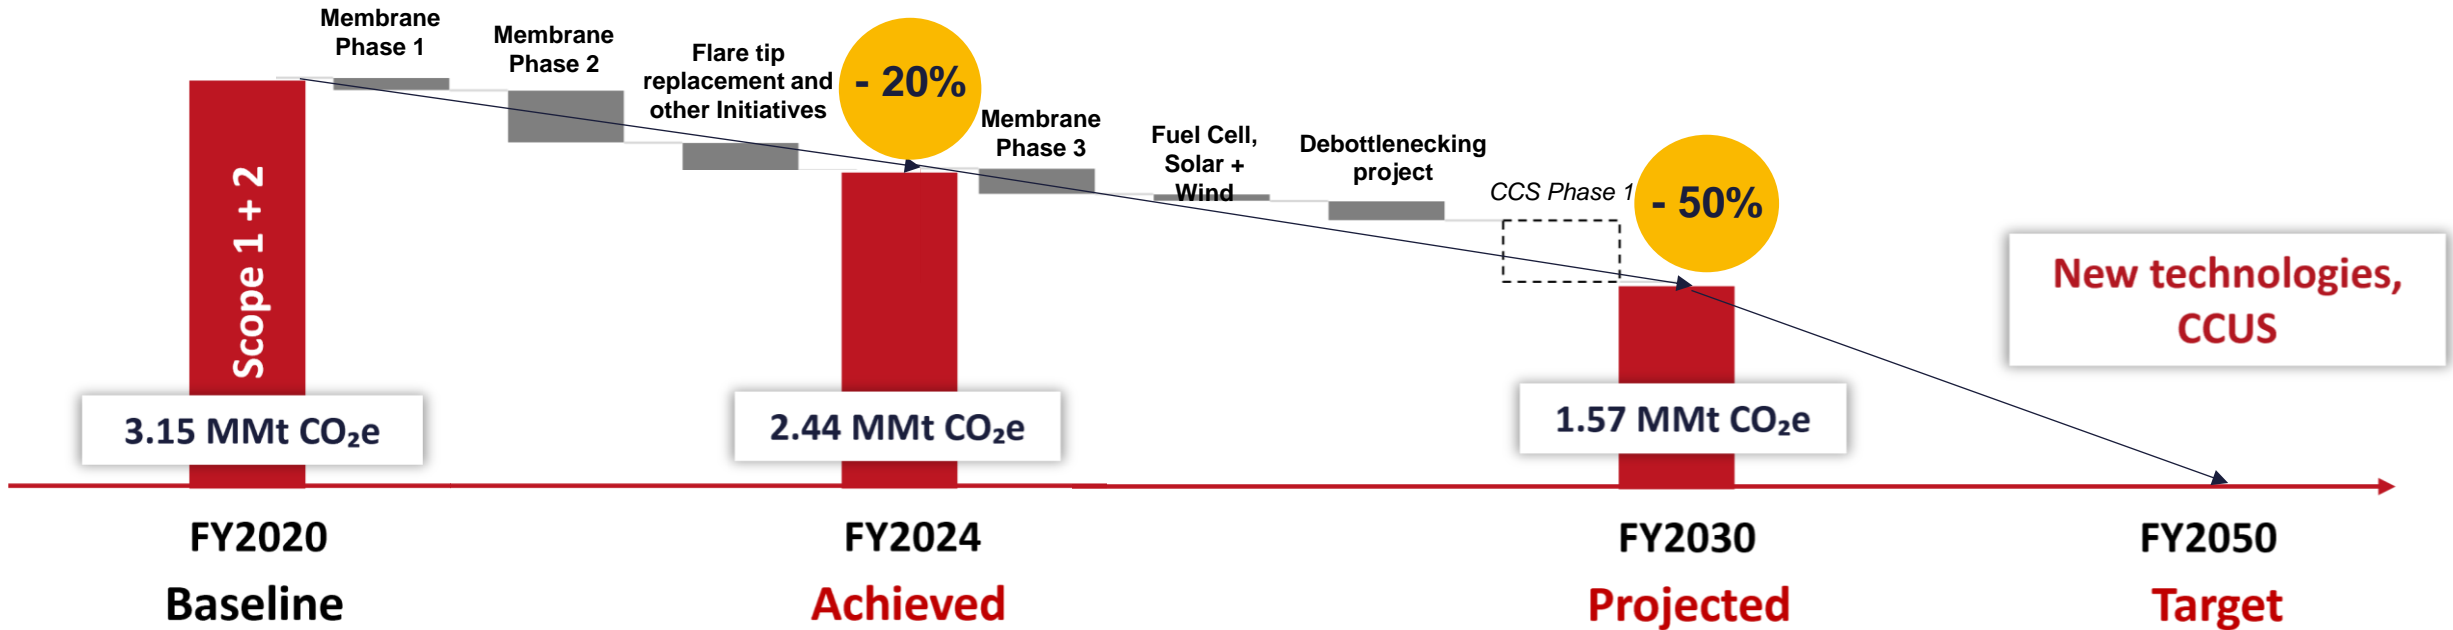 Membrane
Phase 1
Membrane
Phase 2
Flare tip
replacement and
other Initiatives
- 20%
Membrane
Phase 3
Fuel Cell,
Solar +
Wind
Debottlenecking
project
CCS Phase 1
- 50%
New technologies,
CCUS
Scope 1 + 2
3.15 MMt CO₂e
2.44 MMt CO₂e
1.57 MMt CO₂e
FY2020
Baseline
FY2024
Achieved
FY2030
Projected
FY2050
Target